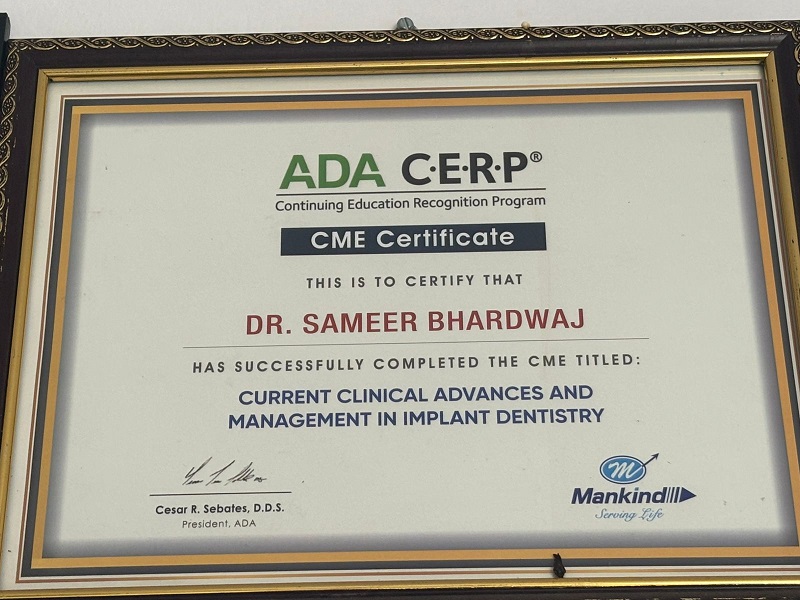 ADA C·E·R·P®
Continuing Education Recognition Program
CME Certificate
THIS IS TO CERTIFY THAT
DR. SAMEER BHARDWAJ
HAS SUCCESSFULLY COMPLETED THE CME TITLED:
CURRENT CLINICAL ADVANCES AND
MANAGEMENT IN IMPLANT DENTISTRY
Cesar R. Sebates, D.D.S.
President, ADA
m
Mankind
Serving Life